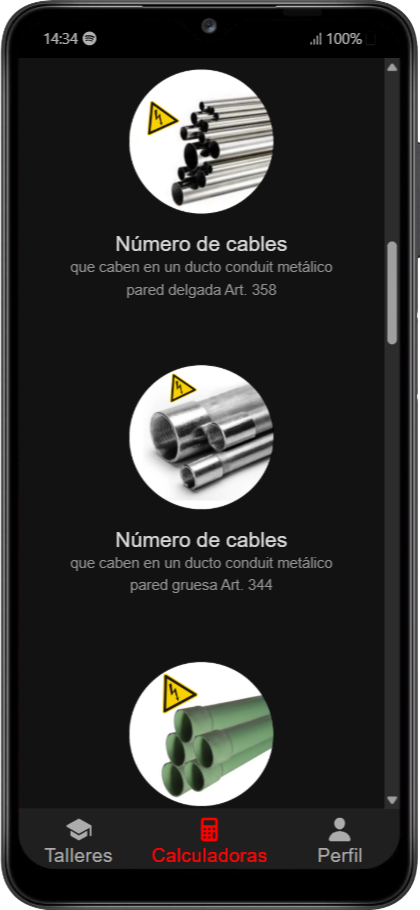 14:34
100%
Número de cables
que caben en un ducto conduit metálico
pared delgada Art. 358
Número de cables
que caben en un ducto conduit metálico
pared gruesa Art. 344
Talleres
Calculadoras
Perfil